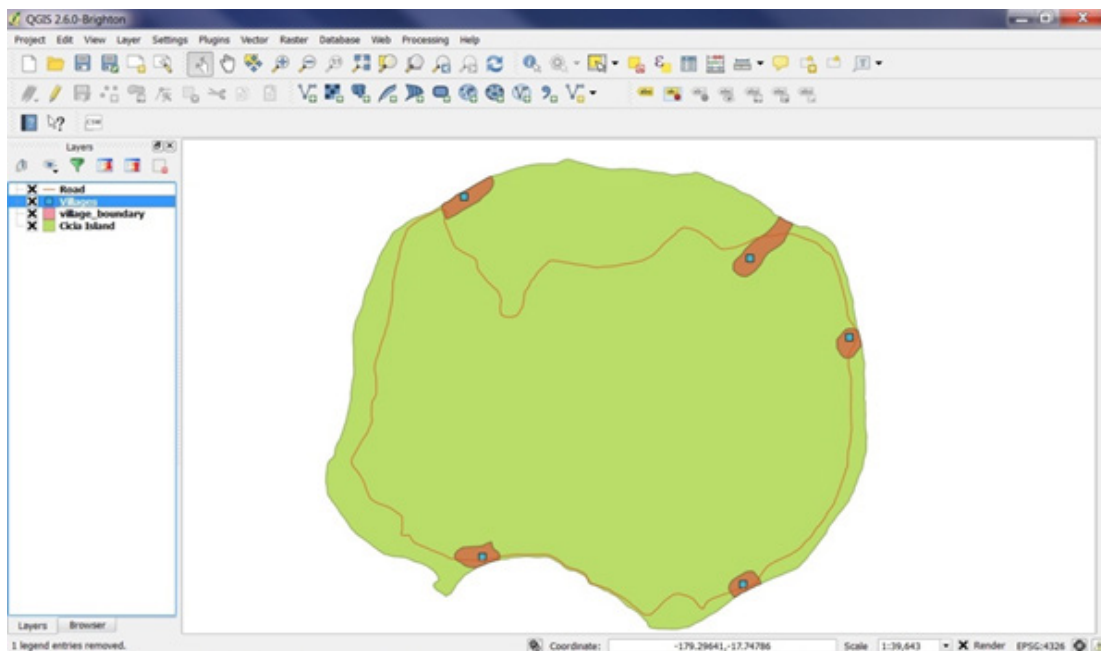 QGIS 2.6.0-Brighton
Project Edit View Layer Settings Plugins Vector Raster Database Web Processing Help
CSW
Layers
Road
Villages
village_boundary
Cicia Island
Layers Browser
1 legend entries removed.
Coordinate: -179.29641,-17.74786 Scale 1:39,643 Render EPSG:4326